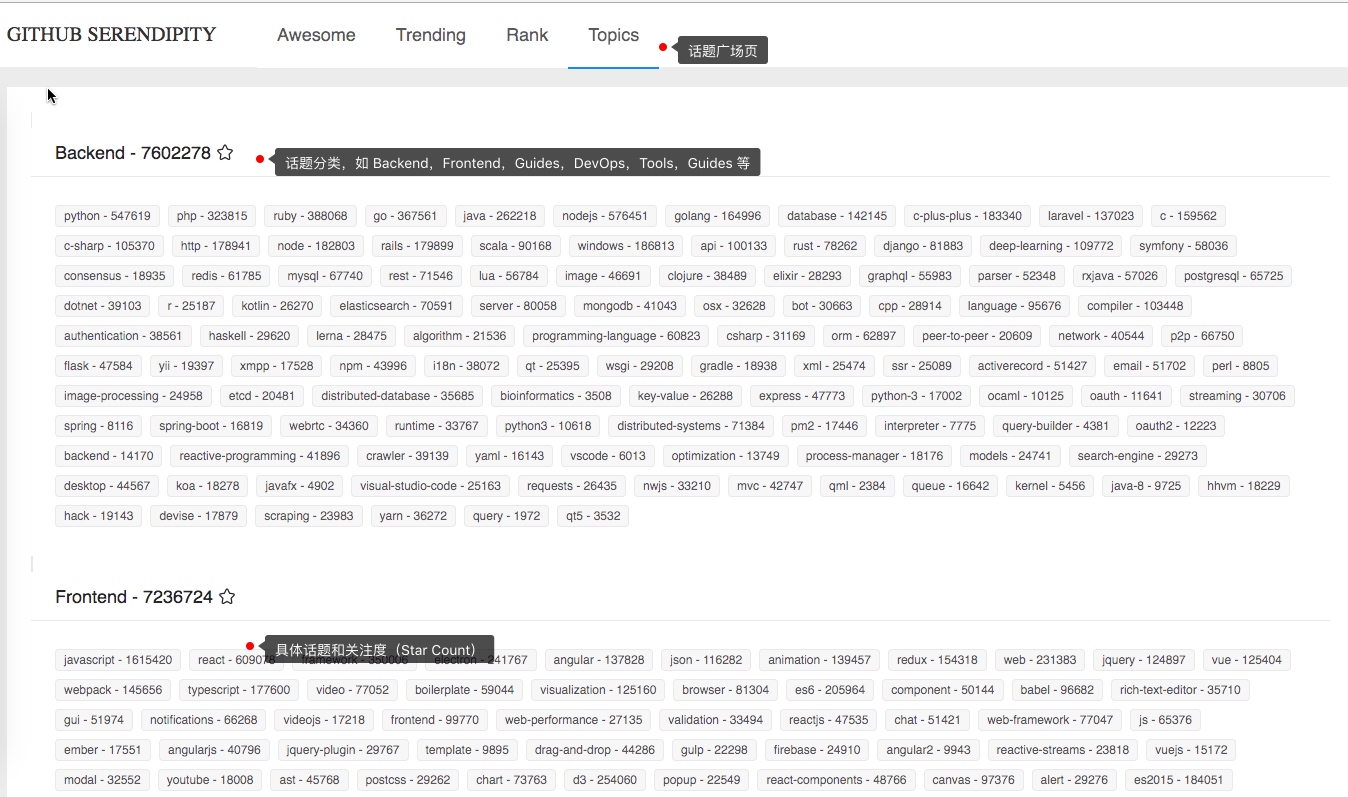 GITHUB SERENDIPITY Awesome Trending Rank Topics 话题广场页
Backend - 7602278 话题分类，如 Backend，Frontend，Guides，DevOps，Tools，Guides 等
python - 547619 php - 323815 ruby - 388068 go - 367561 java - 262218 nodejs - 576451 golang - 164996 database - 142145 c-plus-plus - 183340 laravel - 137023 c - 159562
c-sharp - 105370 http - 178941 node - 182803 rails - 179899 scala - 90168 windows - 186813 api - 100133 rust - 78262 django - 81883 deep-learning - 109772 symfony - 58036
consensus - 18935 redis - 61785 mysql - 67740 rest - 71546 lua - 56784 image - 46691 clojure - 38489 elixir - 28293 graphql - 55983 parser - 52348 rxjava - 57026 postgresql - 65725
dotnet - 39103 r - 25187 kotlin - 26270 elasticsearch - 70591 server - 80058 mongodb - 41043 osx - 32628 bot - 30663 cpp - 28914 language - 95676 compiler - 103448
authentication - 38561 haskell - 29620 lerna - 28475 algorithm - 21536 programming-language - 60823 csharp - 31169 orm - 62897 peer-to-peer - 20609 network - 40544 p2p - 66750
flask - 47584 yii - 19397 xmpp - 17528 npm - 43996 i18n - 38072 qt - 25395 wsgi - 29208 gradle - 18938 xml - 25474 ssr - 25089 activerecord - 51427 email - 51702 perl - 8805
image-processing - 24958 etcd - 20481 distributed-database - 35685 bioinformatics - 3508 key-value - 26288 express - 47773 python-3 - 17002 ocaml - 10125 oauth - 11641 streaming - 30706
spring - 8116 spring-boot - 16819 webrtc - 34360 runtime - 33767 python3 - 10618 distributed-systems - 71384 pm2 - 17446 interpreter - 7775 query-builder - 4381 oauth2 - 12223
backend - 14170 reactive-programming - 41896 crawler - 39139 yaml - 16143 vscode - 6013 optimization - 13749 process-manager - 18176 models - 24741 search-engine - 29273
desktop - 44567 koa - 18278 javafx - 4902 visual-studio-code - 25163 requests - 26435 nwjs - 33210 mvc - 42747 qml - 2384 queue - 16642 kernel - 5456 java-8 - 9725 hhvm - 18229
hack - 19143 devise - 17879 scraping - 23983 yarn - 36272 query - 1972 qt5 - 3532
Frontend - 7236724
具体话题和关注度（Star Count）
javascript - 1615420 react - 609078 framework - 350006 electron - 241767 angular - 137828 json - 116282 animation - 139457 redux - 154318 web - 231383 jquery - 124897 vue - 125404
webpack - 145656 typescript - 177600 video - 77052 boilerplate - 59044 visualization - 125160 browser - 81304 es6 - 205964 component - 50144 babel - 96682 rich-text-editor - 35710
gui - 51974 notifications - 66268 videojs - 17218 frontend - 99770 web-performance - 27135 validation - 33494 reactjs - 47535 chat - 51421 web-framework - 77047 js - 65376
ember - 17551 angularjs - 40796 jquery-plugin - 29767 template - 9895 drag-and-drop - 44286 gulp - 22298 firebase - 24910 angular2 - 9943 reactive-streams - 23818 vuejs - 15172
modal - 32552 youtube - 18008 ast - 45768 postcss - 29262 chart - 73763 d3 - 254060 popup - 22549 react-components - 48766 canvas - 97376 alert - 29276 es2015 - 184051